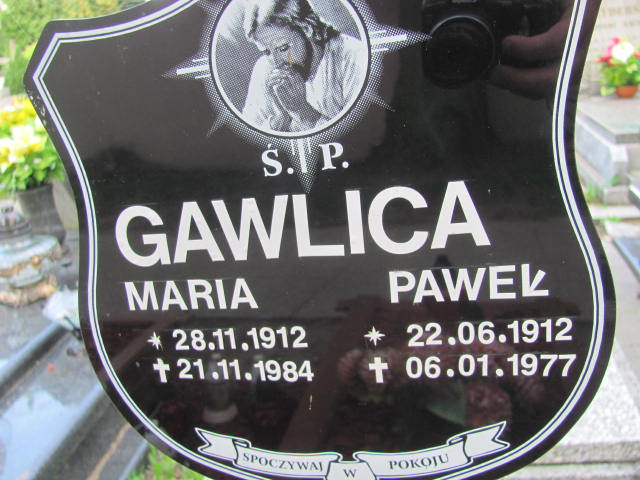 Ś. P.
GAWLICA
MARIA PAWEŁ
* 28.11.1912 * 22.06.1912
✝ 21.11.1984 ✝ 06.01.1977
SPOCZYWAJ W POKOJU